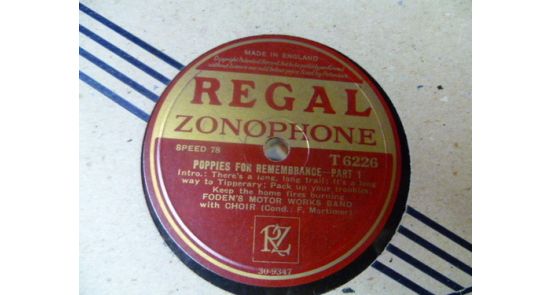 MADE IN ENGLAND
REGAL
ZONOPHONE
SPEED 78
T 6226
POPPIES FOR REMEMBRANCE—PART 1
Intro.: There's a long, long trail; It's a long
way to Tipperary; Pack up your troubles;
Keep the home fires burning
FODEN'S MOTOR WORKS BAND
with CHOIR (Cond.: F. Mortimer)
RZ
30-9347